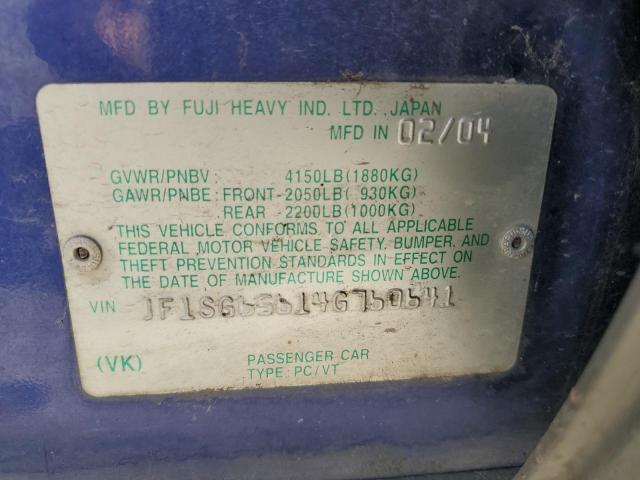 MFD BY FUJI HEAVY IND. LTD., JAPAN
MFD IN 02/04
GVWR/PNBV : 4150LB(1880KG)
GAWR/PNBE : FRONT-2050LB( 930KG)
REAR - 2200LB(1000KG)
THIS VEHICLE CONFORMS TO ALL APPLICABLE
FEDERAL MOTOR VEHICLE SAFETY, BUMPER, AND
THEFT PREVENTION STANDARDS IN EFFECT ON
THE DATE OF MANUFACTURE SHOWN ABOVE.
VIN JF1SG65614G760641
(VK) PASSENGER CAR
TYPE : PC/VT